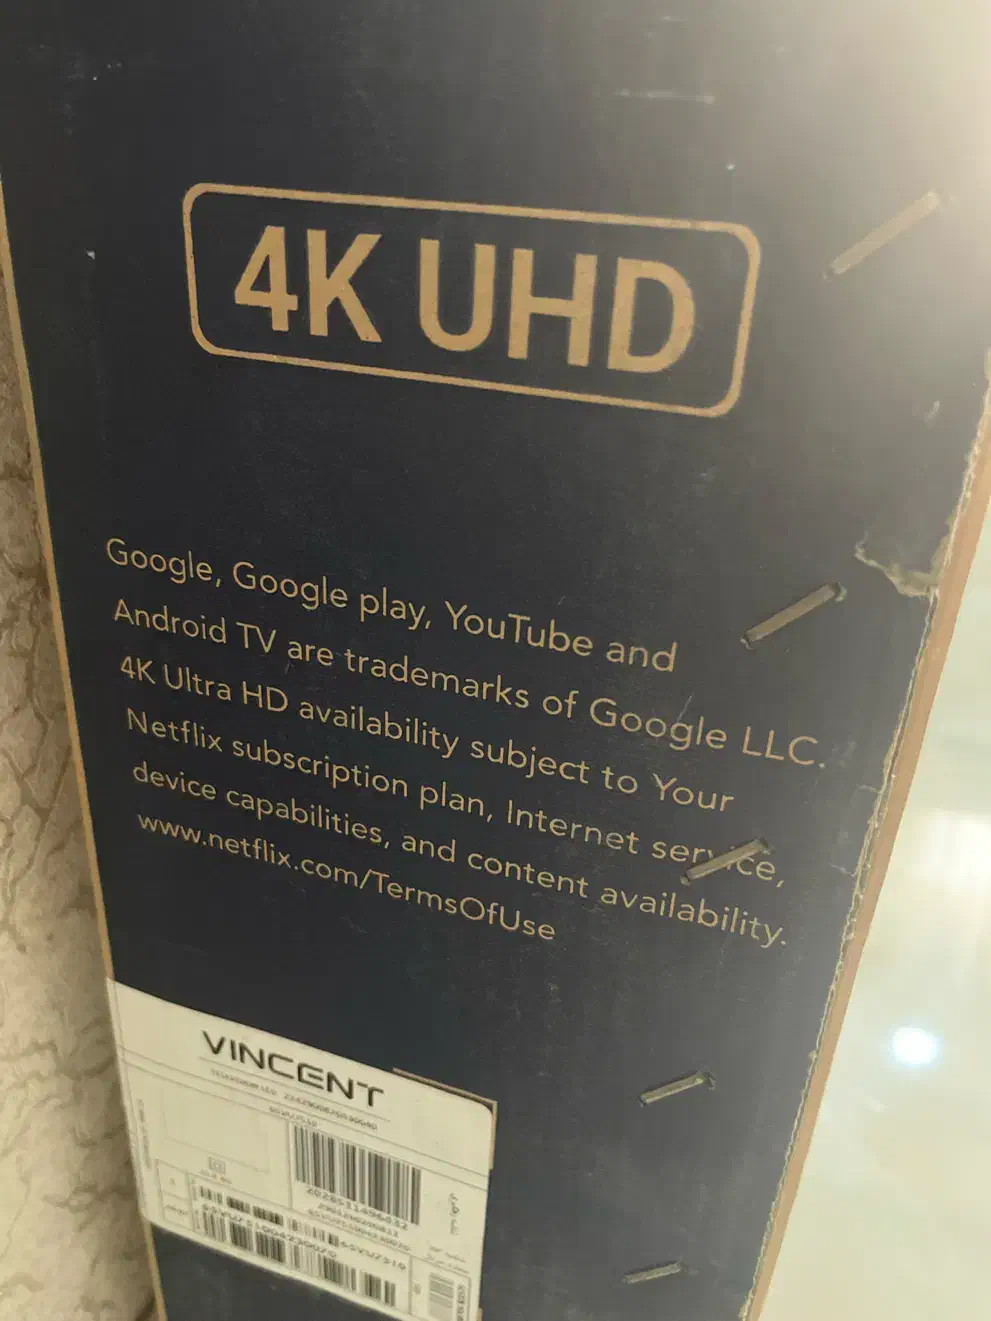 4K UHD
Google, Google play, YouTube and
Android TV are trademarks of Google LLC.
4K Ultra HD availability subject to Your
Netflix subscription plan, Internet service,
device capabilities, and content availability.
www.netflix.com/TermsOfUse
VINCENT